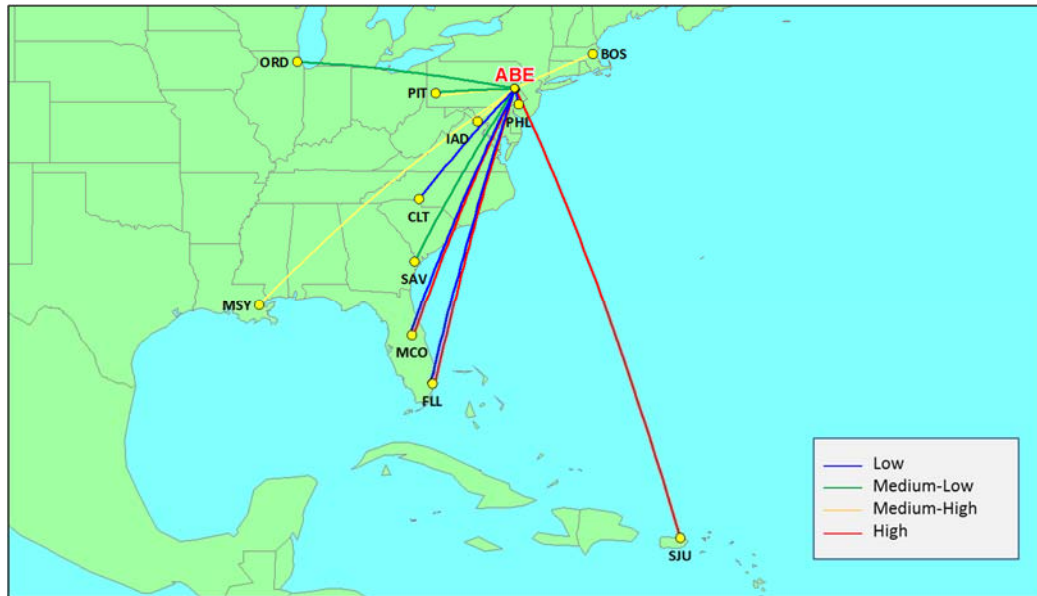 BOS
ORD
ABE
PIT
PHL
IAD
CLT
SAV
MSY
MCO
FLL
Low
Medium-Low
Medium-High
High
SJU